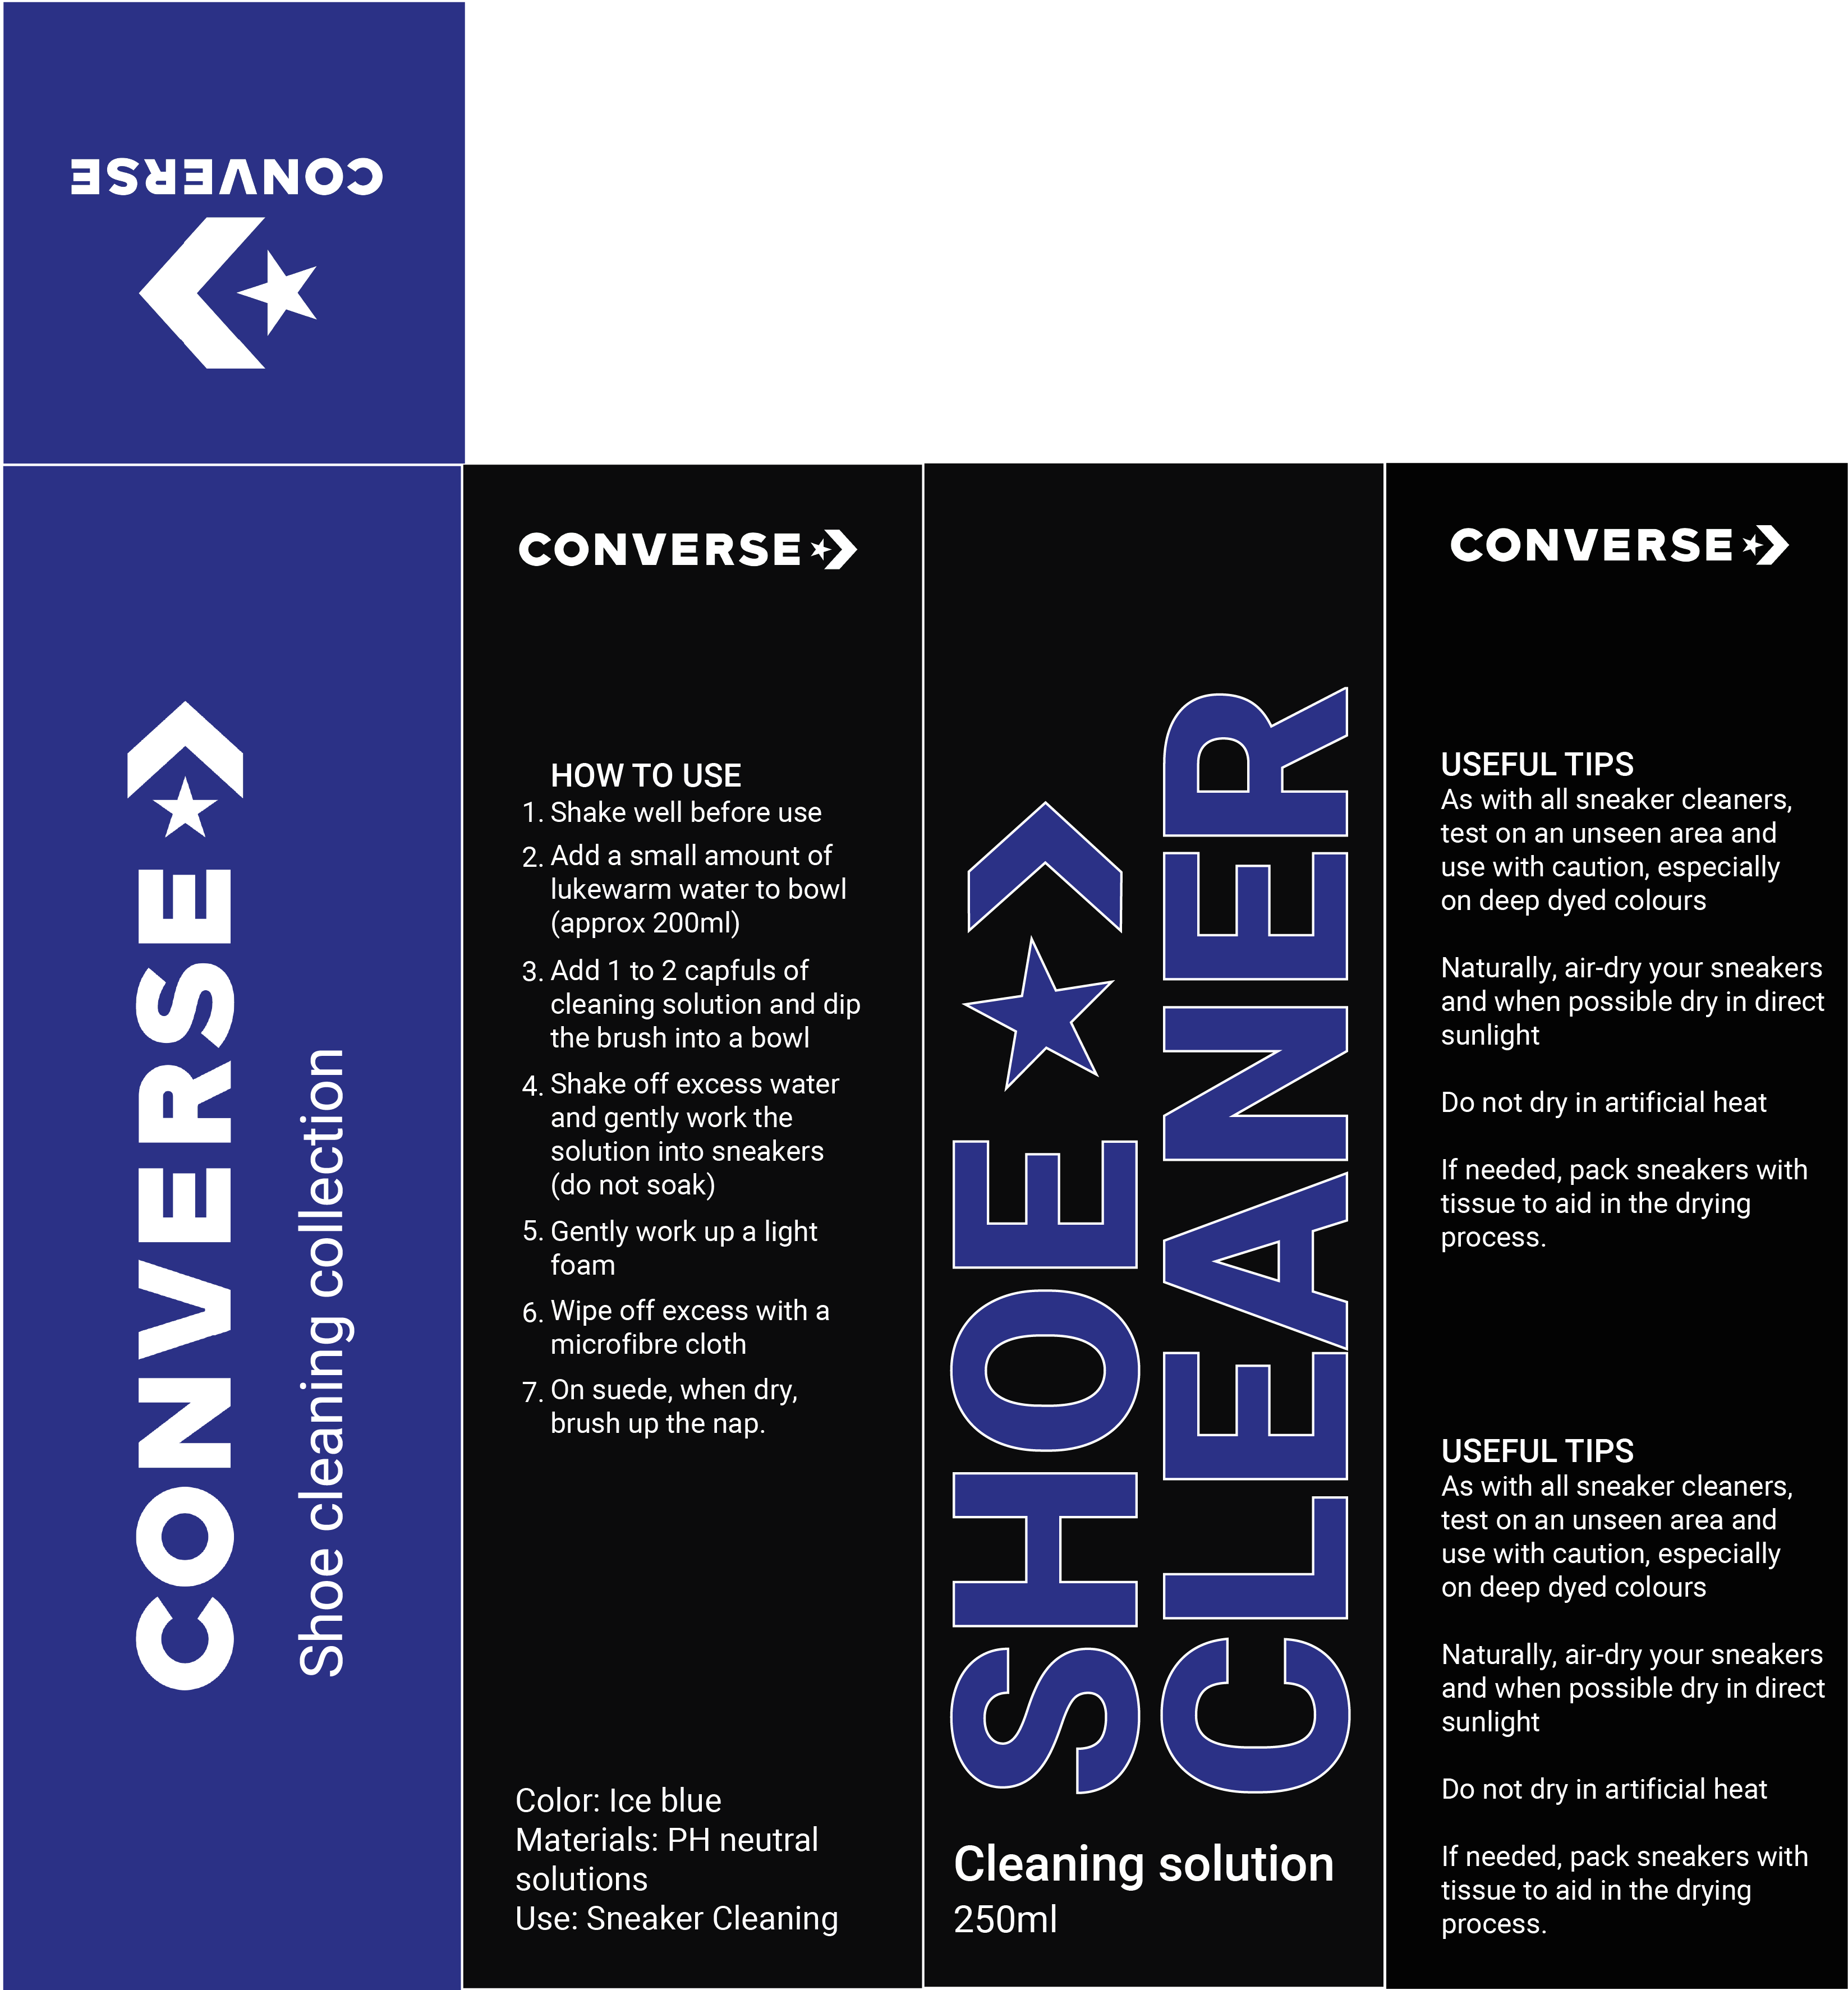 CONVERSE
CONVERSE
Shoe cleaning collection
CONVERSE
HOW TO USE
1. Shake well before use
2. Add a small amount of
lukewarm water to bowl
(approx 200ml)
3. Add 1 to 2 capfuls of
cleaning solution and dip
the brush into a bowl
4. Shake off excess water
and gently work the
solution into sneakers
(do not soak)
5. Gently work up a light
foam
6. Wipe off excess with a
microfibre cloth
7. On suede, when dry,
brush up the nap.
Color: Ice blue
Materials: PH neutral
solutions
Use: Sneaker Cleaning
SHOE
CLEANER
Cleaning solution
250ml
CONVERSE
USEFUL TIPS
As with all sneaker cleaners,
test on an unseen area and
use with caution, especially
on deep dyed colours
Naturally, air-dry your sneakers
and when possible dry in direct
sunlight
Do not dry in artificial heat
If needed, pack sneakers with
tissue to aid in the drying
process.
USEFUL TIPS
As with all sneaker cleaners,
test on an unseen area and
use with caution, especially
on deep dyed colours
Naturally, air-dry your sneakers
and when possible dry in direct
sunlight
Do not dry in artificial heat
If needed, pack sneakers with
tissue to aid in the drying
process.